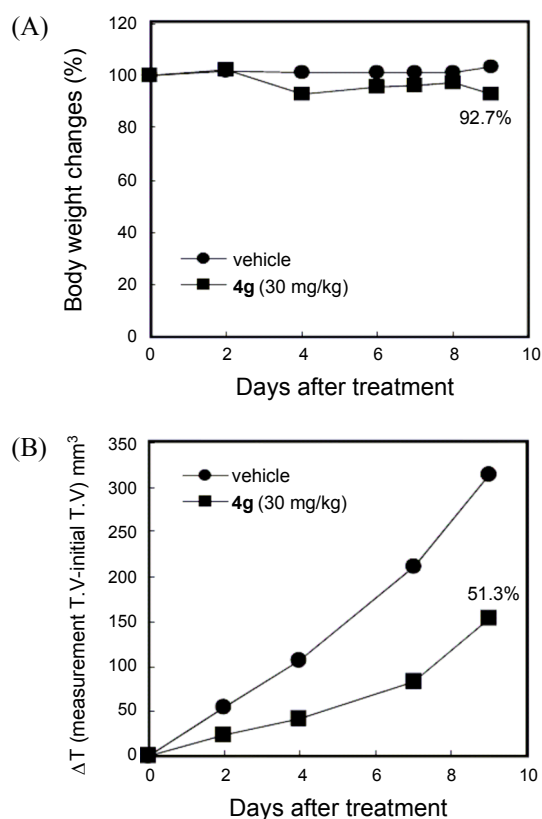 (A)
Body weight changes (%)
120
100
80
60
40
20
0
92.7%
vehicle
4g (30 mg/kg)
0 2 4 6 8 10
Days after treatment
(B)
ΔT (measurement T.V-initial T.V) mm³
350
300
250
200
150
100
50
0
vehicle
4g (30 mg/kg)
51.3%
0 2 4 6 8 10
Days after treatment